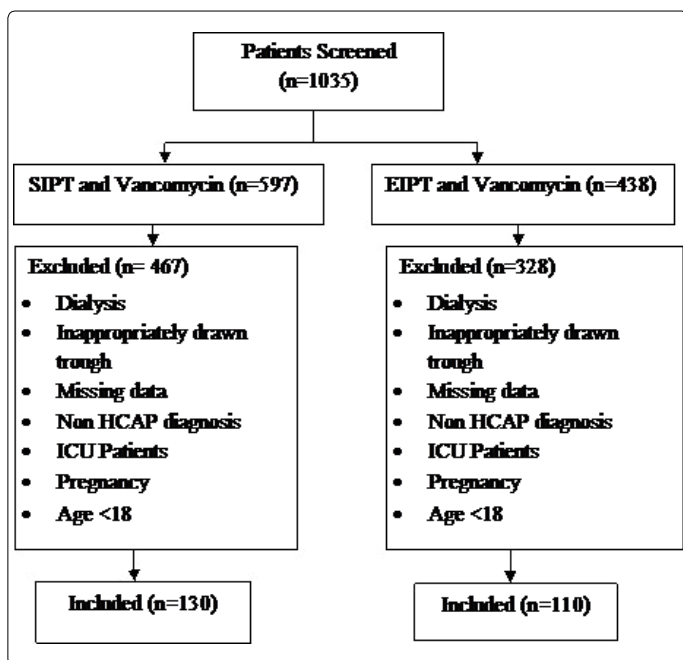 Patients Screened
(n=1035)
SIPT and Vancomycin (n=597)
EIPT and Vancomycin (n=438)
Excluded (n= 467)
• Dialysis
• Inappropriately drawn
trough
• Missing data
• Non HCAP diagnosis
• ICU Patients
• Pregnancy
• Age <18
Excluded (n=328)
• Dialysis
• Inappropriately drawn
trough
• Missing data
• Non HCAP diagnosis
• ICU Patients
• Pregnancy
• Age <18
Included (n=130)
Included (n=110)